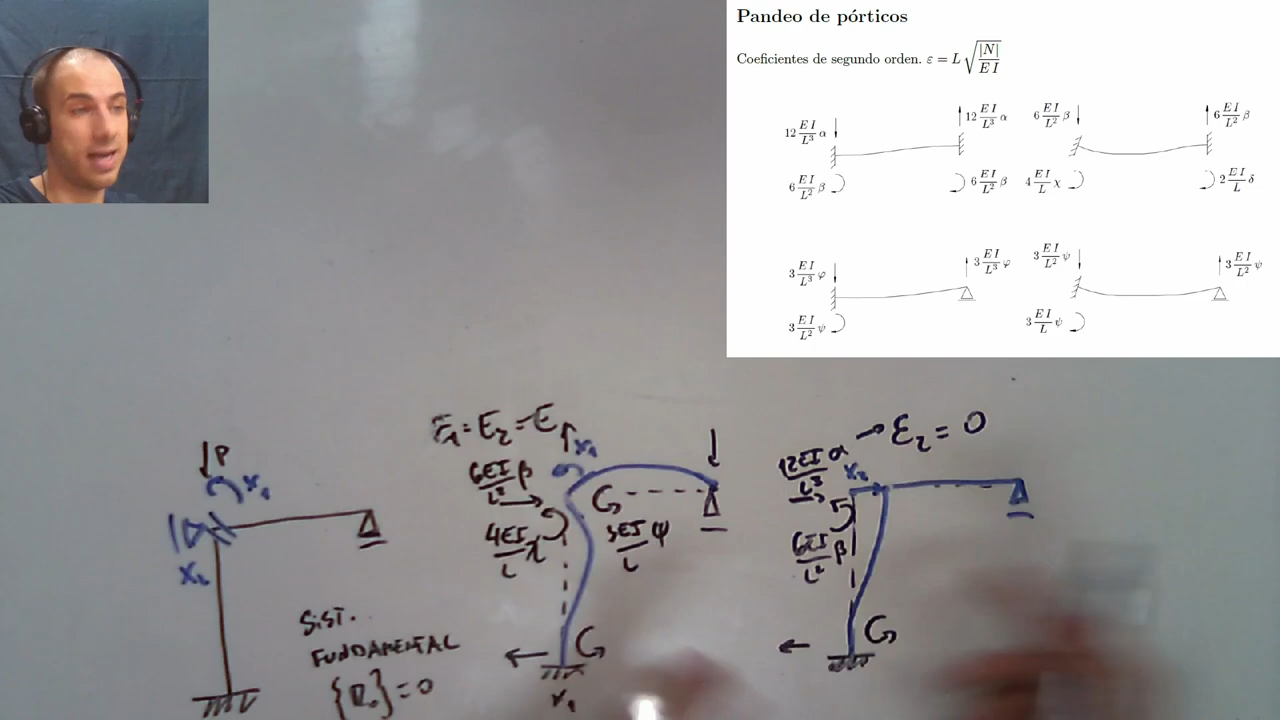 Pandeo de pórticos
Coeficientes de segundo orden. ε = L √(|N| / E I)
12 EI/L³ α
12 EI/L³ α
6 EI/L² β
6 EI/L² β
6 EI/L² β
6 EI/L² β
4 EI/L χ
2 EI/L δ
3 EI/L³ φ
3 EI/L³ φ
3 EI/L² ψ
3 EI/L² ψ
3 EI/L² ψ
3 EI/L ψ
P
X₁
X₂
SIST.
FUNDAMENTAL
{R₀}=0
ε₁=ε₂=ε
X₁
6EI/L² β
4EI/L χ
3EI/L ψ
X₁
ε₂=0
12EI/L³ α
X₂
6EI/L² β